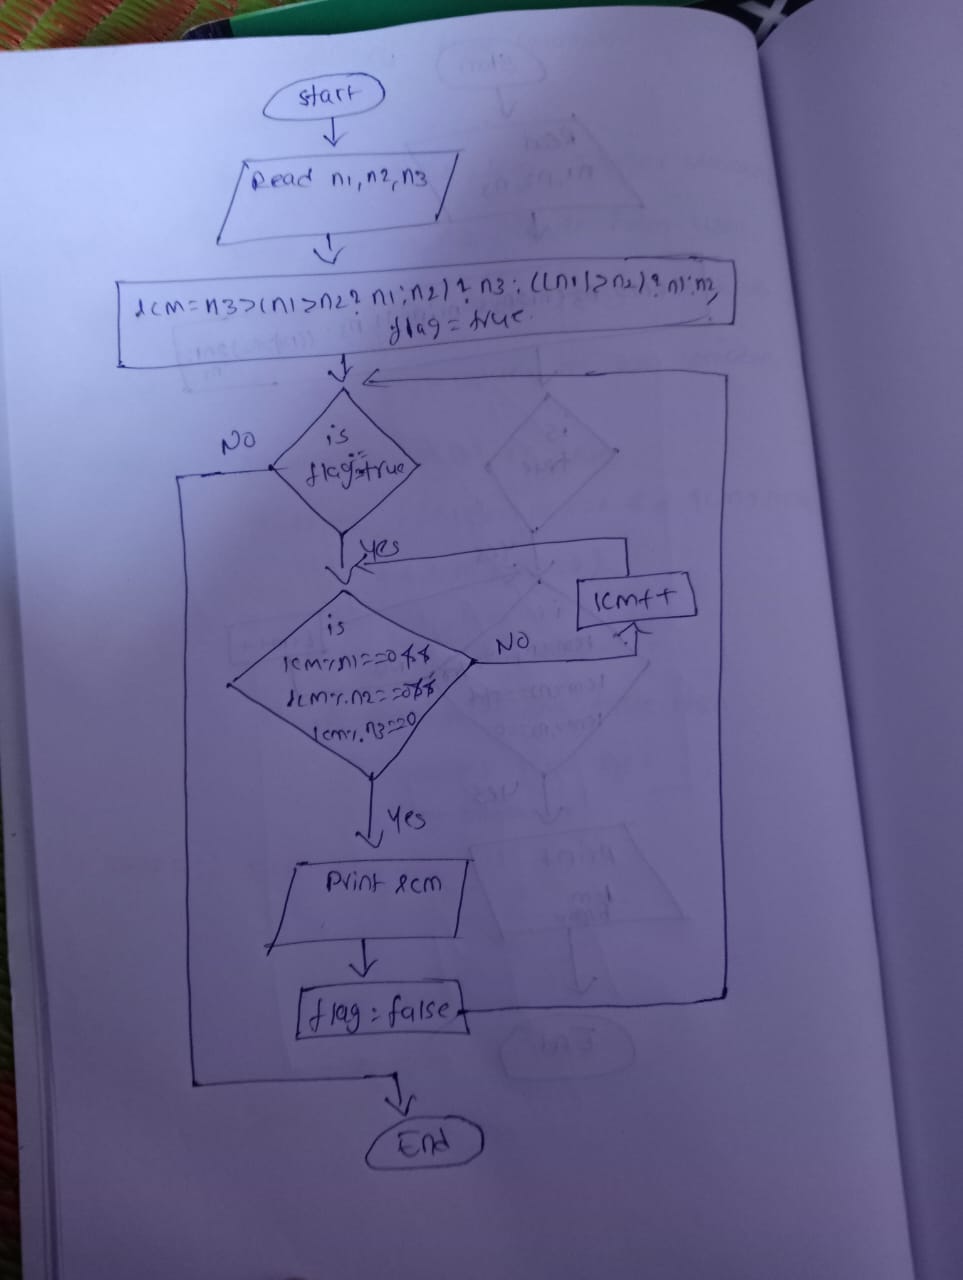 start
Read n1,n2,n3
lcm=n3>(n1>n2?n1:n2)?n3:((n1>n2)?n1:n2,
flag=true.
is
flag==true
No
Yes
lcm++
is
lcm%n1==0&&
lcm%n2==0&&
lcm%n3==0
No
Yes
Print lcm
flag=false
End